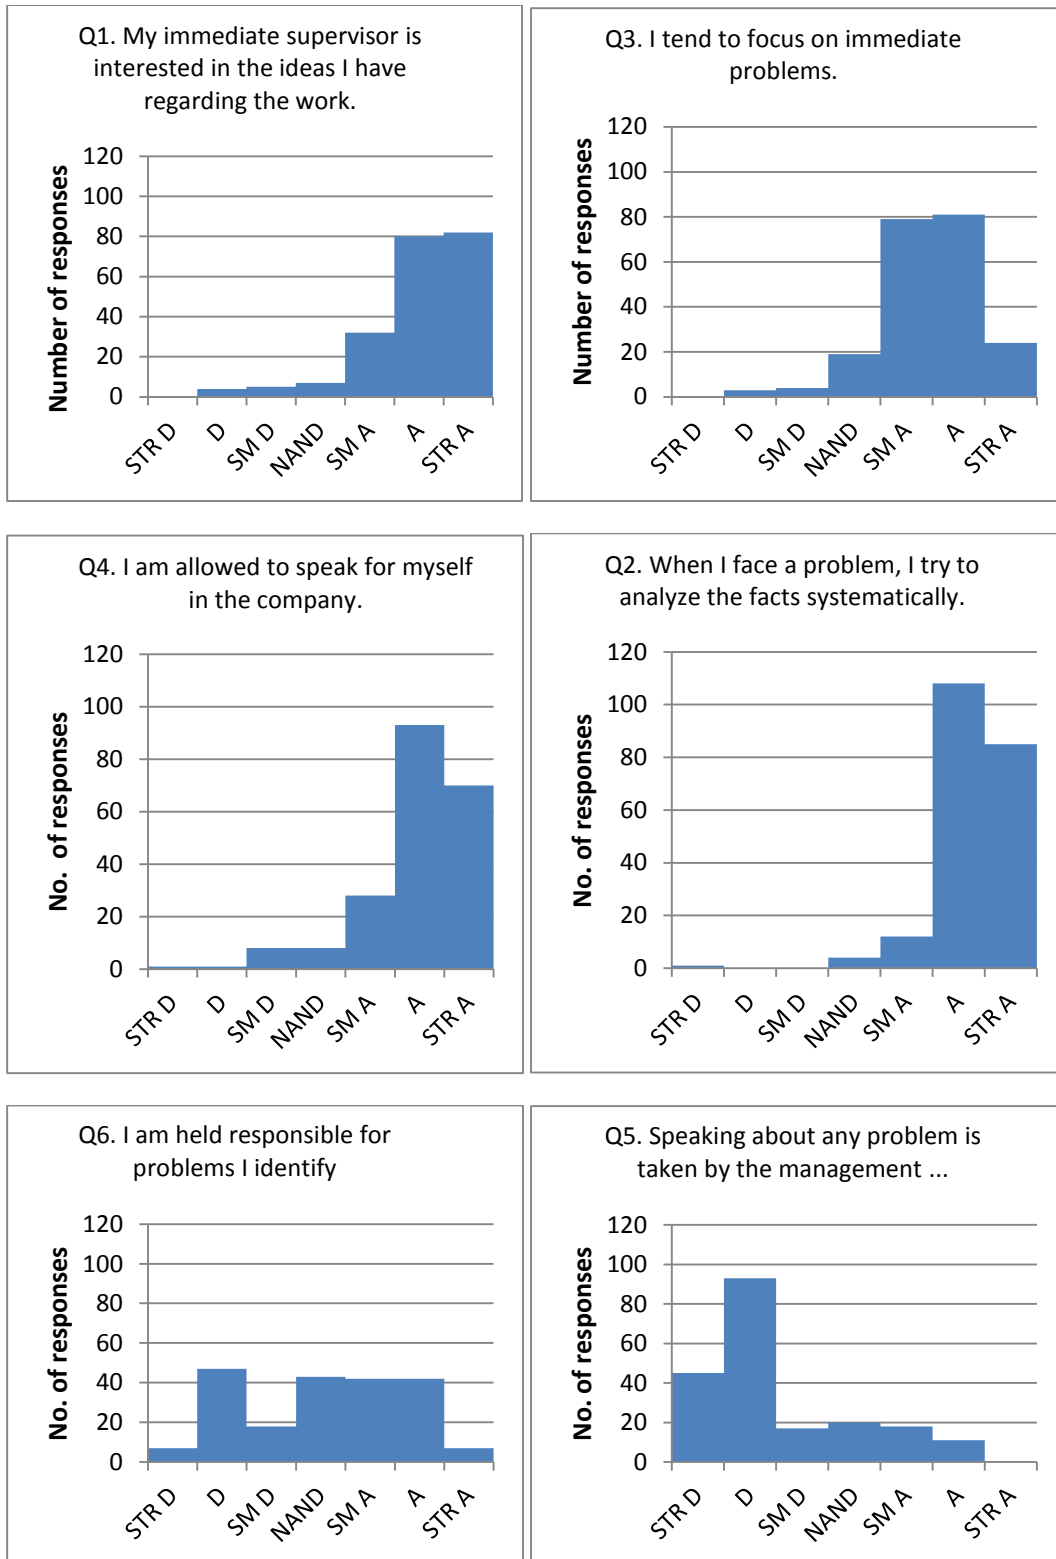 Q1. My immediate supervisor is
interested in the ideas I have
regarding the work.
Number of responses
120
100
80
60
40
20
0
STR D
D
SM D
NAND
SM A
A
STR A
Q3. I tend to focus on immediate
problems.
Number of responses
120
100
80
60
40
20
0
STR D
D
SM D
NAND
SM A
A
STR A
Q4. I am allowed to speak for myself
in the company.
No. of responses
120
100
80
60
40
20
0
STR D
D
SM D
NAND
SM A
A
STR A
Q2. When I face a problem, I try to
analyze the facts systematically.
No. of responses
120
100
80
60
40
20
0
STR D
D
SM D
NAND
SM A
A
STR A
Q6. I am held responsible for
problems I identify
No. of responses
120
100
80
60
40
20
0
STR D
D
SM D
NAND
SM A
A
STR A
Q5. Speaking about any problem is
taken by the management ...
No. of responses
120
100
80
60
40
20
0
STR D
D
SM D
NAND
SM A
A
STR A